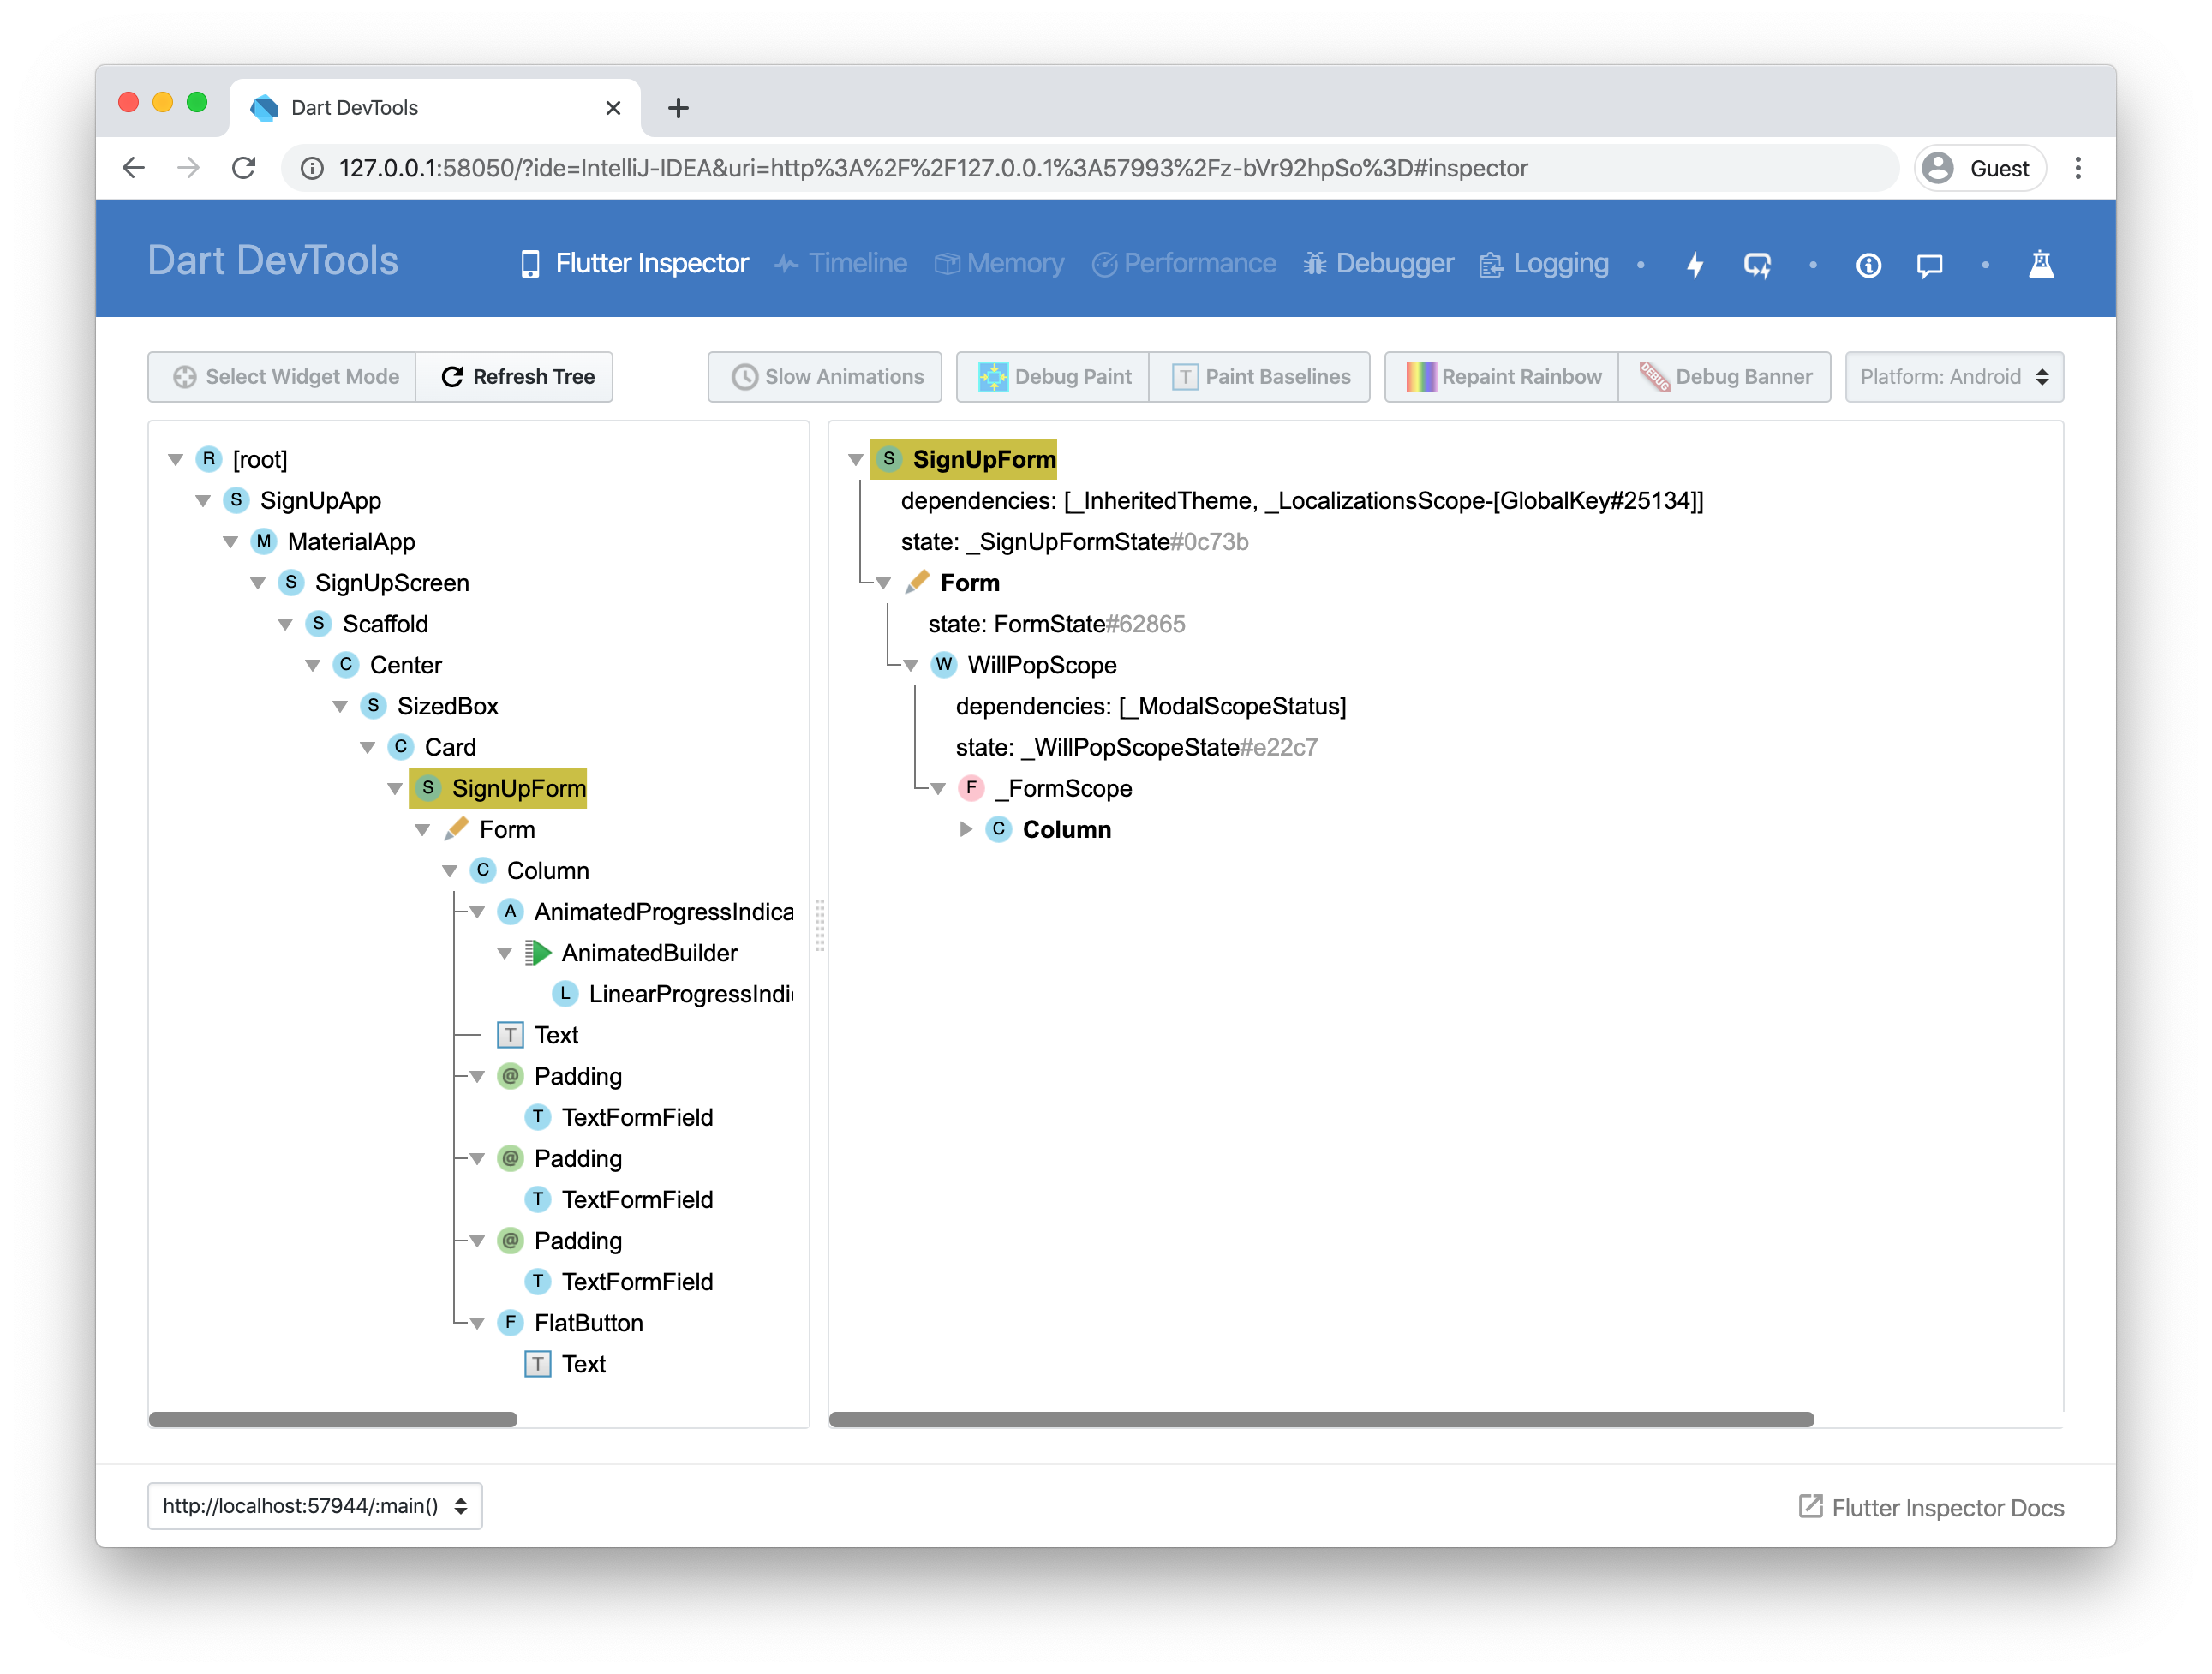 Dart DevTools
127.0.0.1:58050/?ide=IntelliJ-IDEA&uri=http%3A%2F%2F127.0.0.1%3A57993%2Fz-bVr92hpSo%3D#inspector
Guest
Dart DevTools Flutter Inspector Timeline Memory Performance Debugger Logging
Select Widget Mode Refresh Tree Slow Animations Debug Paint T Paint Baselines Repaint Rainbow DEBUG Debug Banner Platform: Android
R [root]
S SignUpApp
M MaterialApp
S SignUpScreen
S Scaffold
C Center
S SizedBox
C Card
S SignUpForm
Form
C Column
A AnimatedProgressIndica
AnimatedBuilder
L LinearProgressIndi
T Text
@ Padding
T TextFormField
@ Padding
T TextFormField
@ Padding
T TextFormField
F FlatButton
T Text
S SignUpForm
dependencies: [_InheritedTheme, _LocalizationsScope-[GlobalKey#25134]]
state: _SignUpFormState#0c73b
Form
state: FormState#62865
W WillPopScope
dependencies: [_ModalScopeStatus]
state: _WillPopScopeState#e22c7
F _FormScope
C Column
http://localhost:57944/:main()
Flutter Inspector Docs